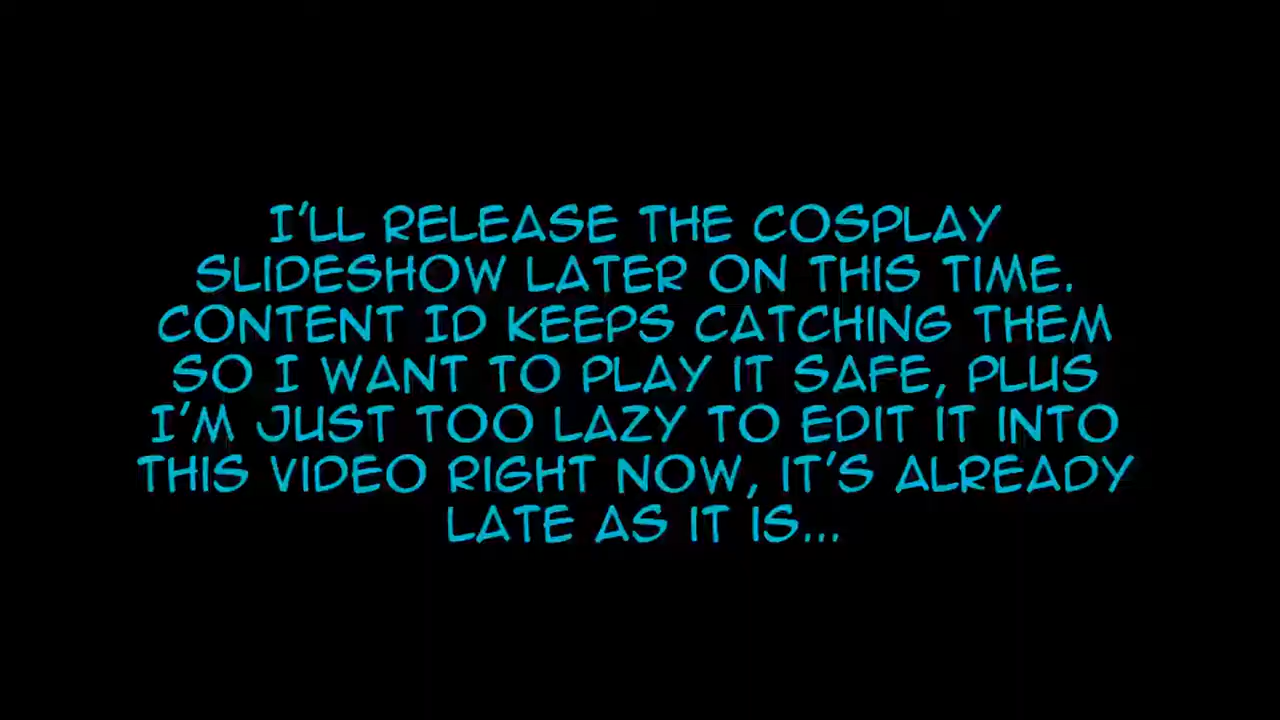 I'LL RELEASE THE COSPLAY
SLIDESHOW LATER ON THIS TIME.
CONTENT ID KEEPS CATCHING THEM
SO I WANT TO PLAY IT SAFE, PLUS
I'M JUST TOO LAZY TO EDIT IT INTO
THIS VIDEO RIGHT NOW, IT'S ALREADY
LATE AS IT IS...